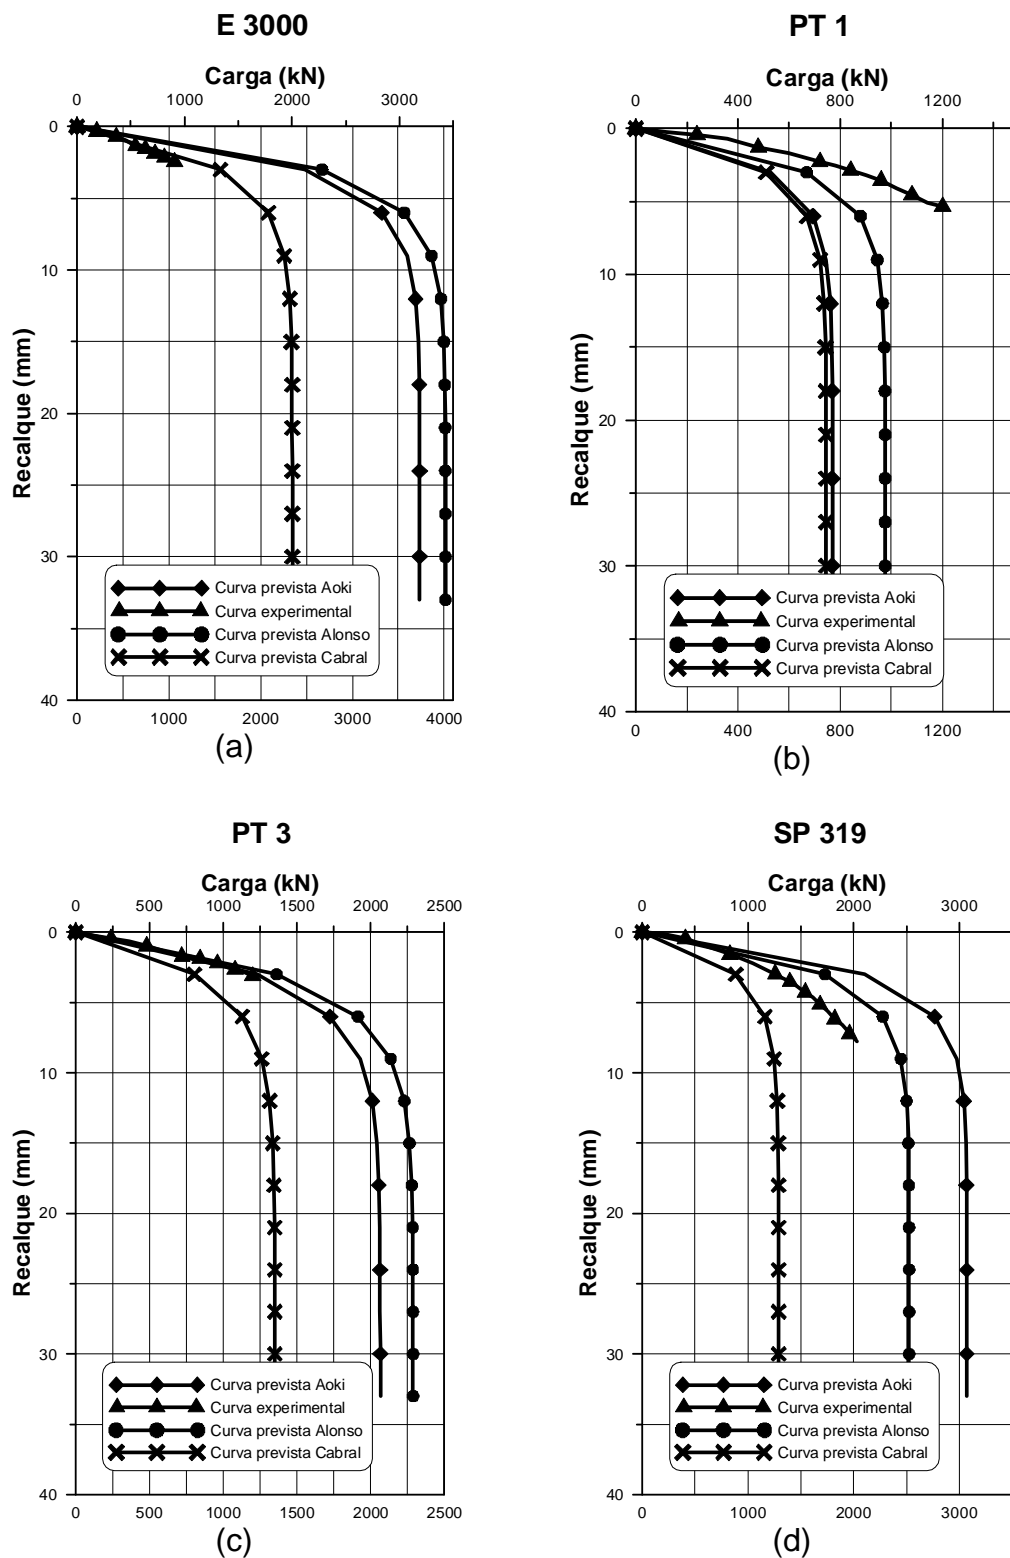 E 3000
Carga (kN)
0 1000 2000 3000
0
10
20
30
40
Recalque (mm)
Curva prevista Aoki
Curva experimental
Curva prevista Alonso
Curva prevista Cabral
0 1000 2000 3000 4000
(a)
PT 1
Carga (kN)
0 400 800 1200
0
10
20
30
40
Recalque (mm)
Curva prevista Aoki
Curva experimental
Curva prevista Alonso
Curva prevista Cabral
0 400 800 1200
(b)
PT 3
Carga (kN)
0 500 1000 1500 2000 2500
0
10
20
30
40
Recalque (mm)
Curva prevista Aoki
Curva experimental
Curva prevista Alonso
Curva prevista Cabral
0 500 1000 1500 2000 2500
(c)
SP 319
Carga (kN)
0 1000 2000 3000
0
10
20
30
40
Recalque (mm)
Curva prevista Aoki
Curva experimental
Curva prevista Alonso
Curva prevista Cabral
0 1000 2000 3000
(d)